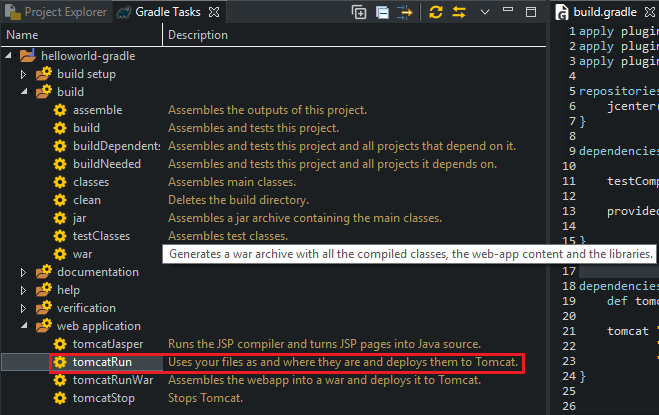 Project Explorer
Gradle Tasks
build.gradle
Name
Description
helloworld-gradle
build setup
build
assemble
Assembles the outputs of this project.
build
Assembles and tests this project.
buildDependents
Assembles and tests this project and all projects that depend on it.
buildNeeded
Assembles and tests this project and all projects it depends on.
classes
Assembles main classes.
clean
Deletes the build directory.
jar
Assembles a jar archive containing the main classes.
testClasses
Assembles test classes.
war
Generates a war archive with all the compiled classes, the web-app content and the libraries.
documentation
help
verification
web application
tomcatJasper
Runs the JSP compiler and turns JSP pages into Java source.
tomcatRun
Uses your files as and where they are and deploys them to Tomcat.
tomcatRunWar
Assembles the webapp into a war and deploys it to Tomcat.
tomcatStop
Stops Tomcat.
1 apply plugin
2 apply plugin
3 apply plugin
4
5 repositories
6 jcenter(
7 }
8
9 dependencies
10
11 testComp
12
13 provided
14
}
17
18 dependencies
19 def tomc
20
21 tomcat "
22 "
23 "
24 }
25
26